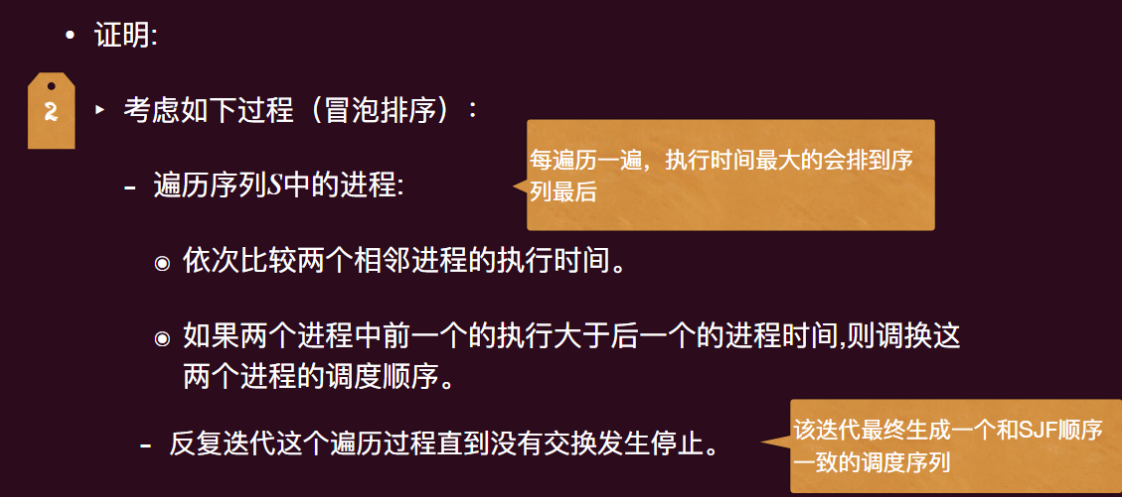 • 证明:
2
▸ 考虑如下过程（冒泡排序）：
每遍历一遍，执行时间最大的会排到序
列最后
- 遍历序列S中的进程:
◉ 依次比较两个相邻进程的执行时间。
◉ 如果两个进程中前一个的执行大于后一个的进程时间,则调换这
两个进程的调度顺序。
- 反复迭代这个遍历过程直到没有交换发生停止。
该迭代最终生成一个和SJF顺序
一致的调度序列